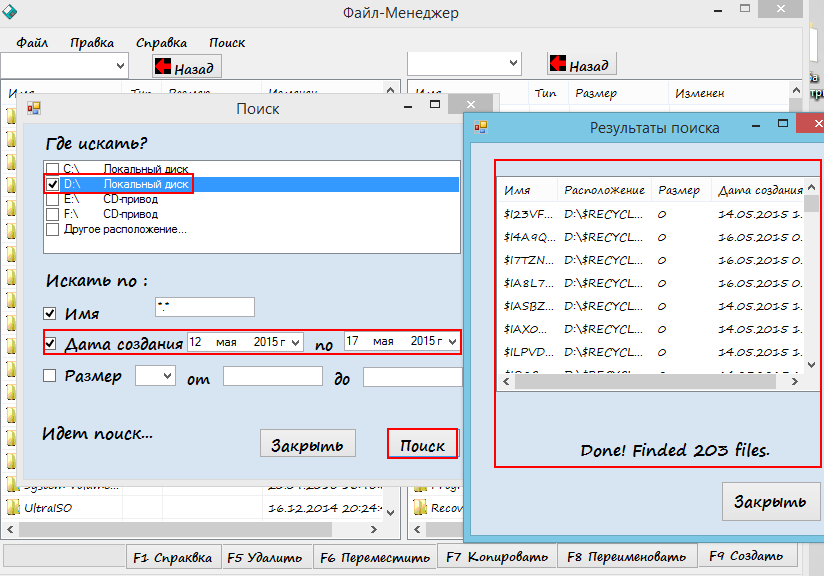 Файл-Менеджер
Файл Правка Справка Поиск
Назад
Назад
Тип Размер Изменен
Поиск
Где искать?
C:\ Локальный диск
D:\ Локальный диск
E:\ CD-привод
F:\ CD-привод
Другое расположение...
Искать по :
Имя *.*
Дата создания 12 мая 2015 г по 17 мая 2015 г
Размер от до
Идет поиск...
Закрыть Поиск
Результаты поиска
Имя Расположение Размер Дата создания
$I23VF... D:\$RECYCL... 0 14.05.2015 1.
$I4A9Q... D:\$RECYCL... 0 16.05.2015 0.
$I7TZN... D:\$RECYCL... 0 16.05.2015 0.
$IA8L7... D:\$RECYCL... 0 16.05.2015 0.
$IASBZ... D:\$RECYCL... 0 14.05.2015 1.
$IAXO... D:\$RECYCL... 0 14.05.2015 1.
$ILPVD... D:\$RECYCL... 0 14.05.2015 1.
Done! Finded 203 files.
Закрыть
UltraISO 16.12.2014 20:24:
Recov
F1 Спраквка F5 Удалить F6 Переместить F7 Копировать F8 Переименовать F9 Создать